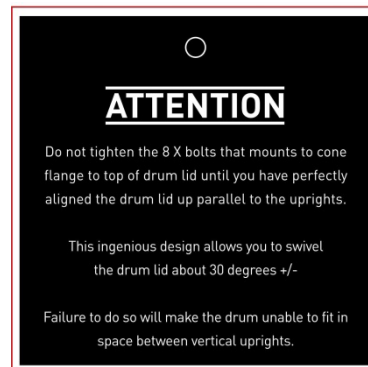 ATTENTION
Do not tighten the 8 X bolts that mounts to cone
flange to top of drum lid until you have perfectly
aligned the drum lid up parallel to the uprights.
This ingenious design allows you to swivel
the drum lid about 30 degrees +/-
Failure to do so will make the drum unable to fit in
space between vertical uprights.